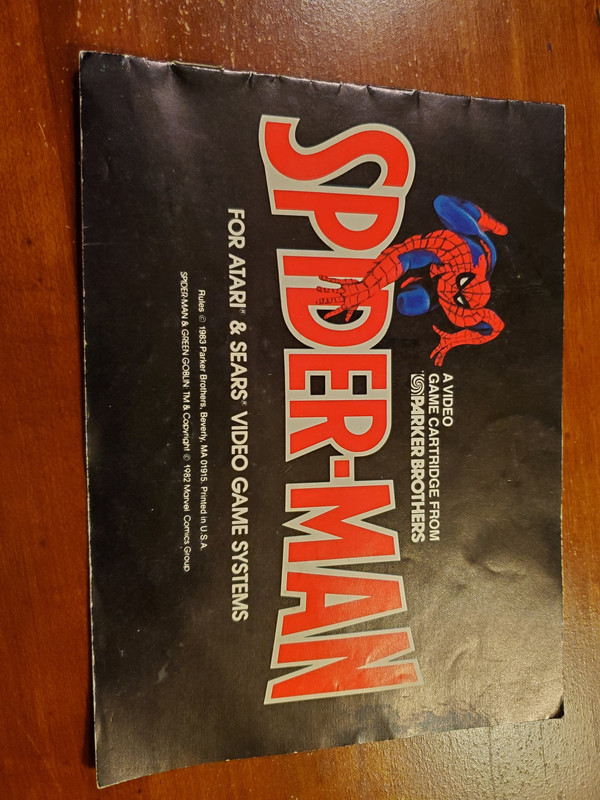 A VIDEO
GAME CARTRIDGE FROM
PARKER BROTHERS
SPIDER-MAN
FOR ATARI® & SEARS® VIDEO GAME SYSTEMS
Rules © 1983 Parker Brothers, Beverly, MA 01915. Printed in U.S.A.
SPIDER-MAN & GREEN GOBLIN TM & Copyright © 1982 Marvel Comics Group